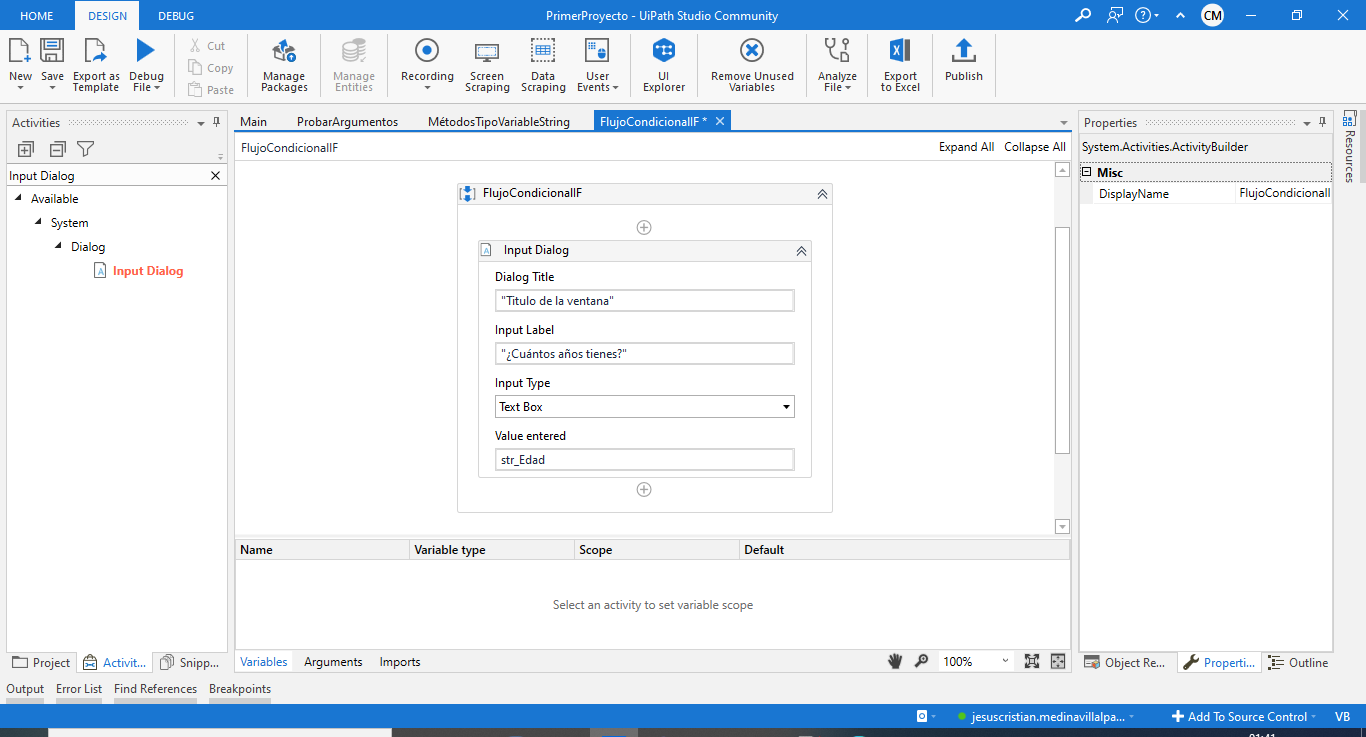 HOME DESIGN DEBUG PrimerProyecto - UiPath Studio Community CM
New Save Export as Template Debug File Cut Copy Paste Manage Packages Manage Entities Recording Screen Scraping Data Scraping User Events UI Explorer Remove Unused Variables Analyze File Export to Excel Publish
Activities
Input Dialog
Available
System
Dialog
Input Dialog
Main ProbarArgumentos MétodosTipoVariableString FlujoCondicionalIF *
FlujoCondicionalIF Expand All Collapse All
FlujoCondicionalIF
Input Dialog
Dialog Title
"Titulo de la ventana"
Input Label
"¿Cuántos años tienes?"
Input Type
Text Box
Value entered
str_Edad
Name Variable type Scope Default
Select an activity to set variable scope
Variables Arguments Imports 100%
Properties
System.Activities.ActivityBuilder
Misc
DisplayName FlujoCondicionalI
Resources
Project Activit... Snipp...
Object Re... Properti... Outline
Output Error List Find References Breakpoints
jesuscristian.medinavillalpa... Add To Source Control VB